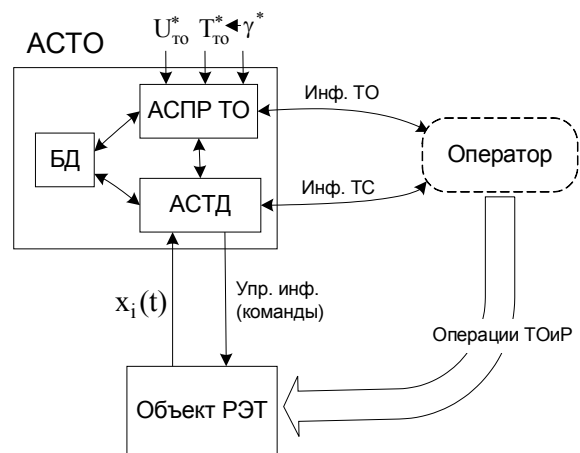 U*то T*то γ*
АСТО
АСПР ТО
Инф. ТО
БД
Оператор
АСТД
Инф. ТС
xᵢ(t)
Упр. инф.
(команды)
Операции ТОиР
Объект РЭТ